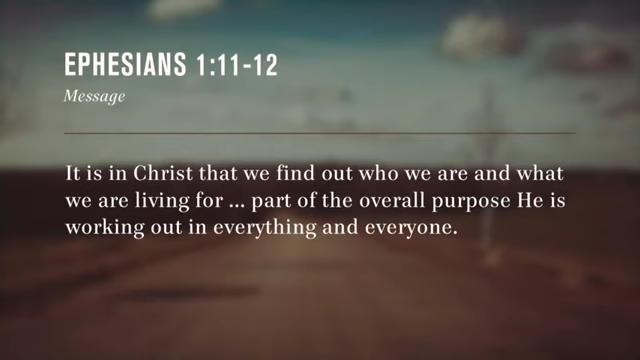 EPHESIANS 1:11-12
Message
It is in Christ that we find out who we are and what
we are living for ... part of the overall purpose He is
working out in everything and everyone.